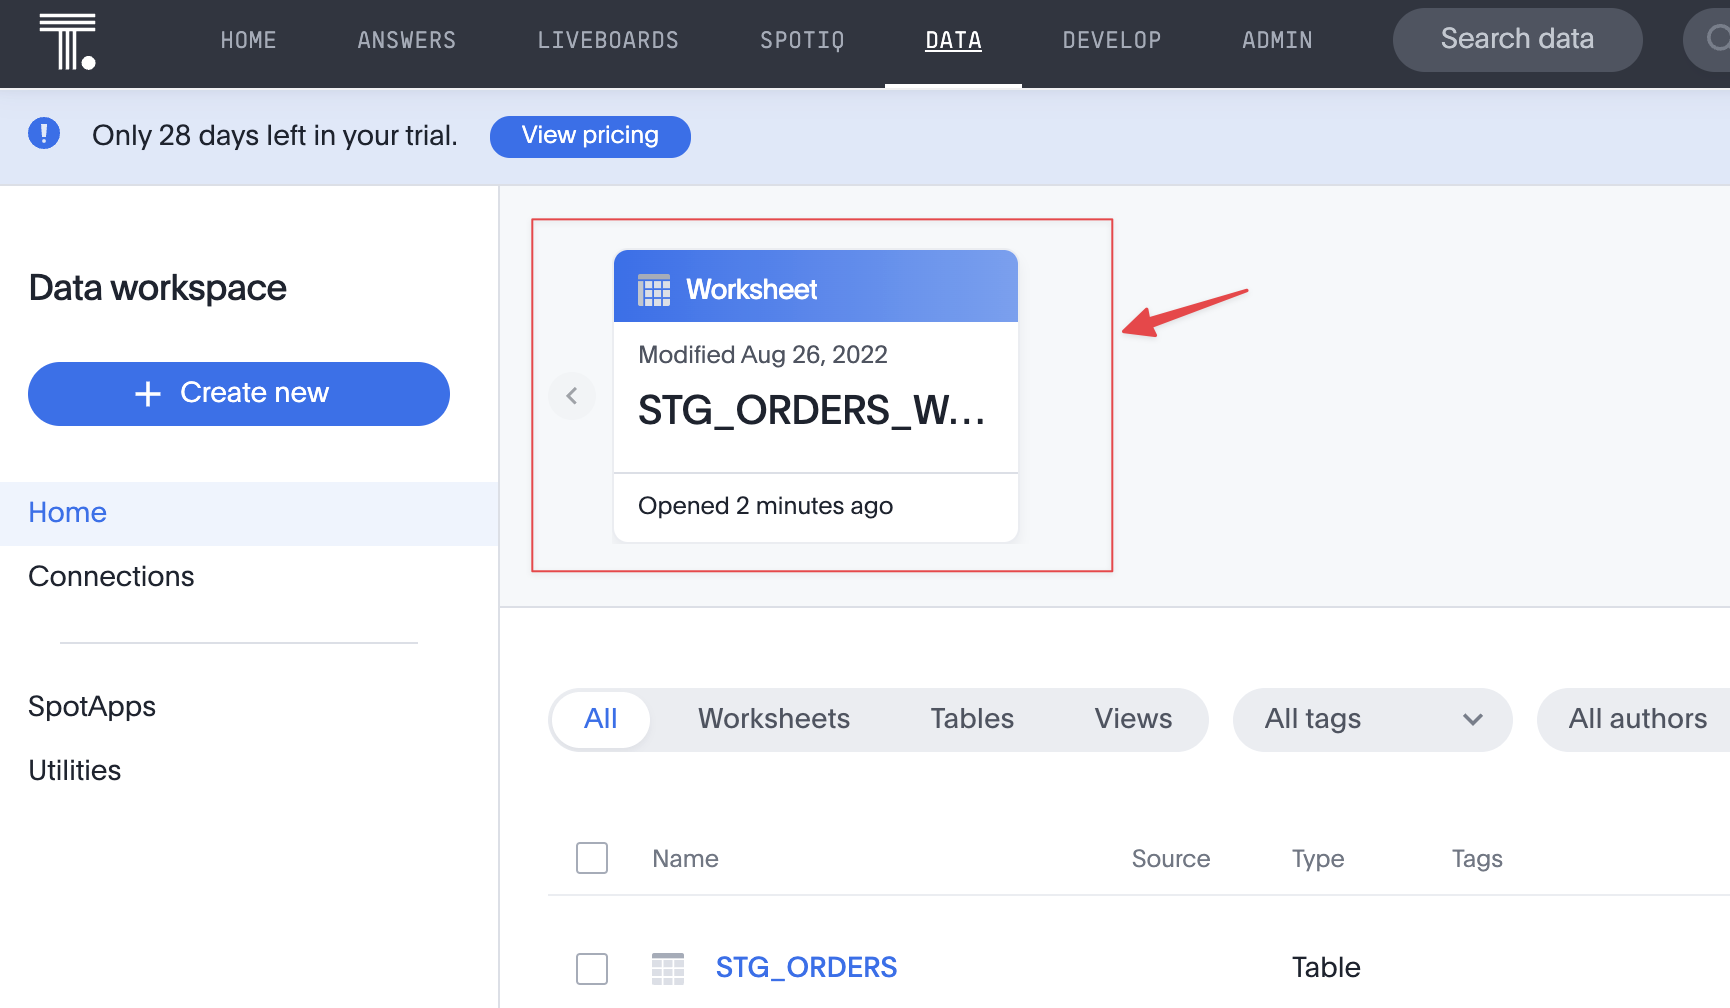 T.
HOME ANSWERS LIVEBOARDS SPOTIQ DATA DEVELOP ADMIN Search data
! Only 28 days left in your trial. View pricing
Data workspace
+ Create new
Home
Connections
SpotApps
Utilities
Worksheet
Modified Aug 26, 2022
STG_ORDERS_W...
Opened 2 minutes ago
All Worksheets Tables Views All tags All authors
Name Source Type Tags
STG_ORDERS Table